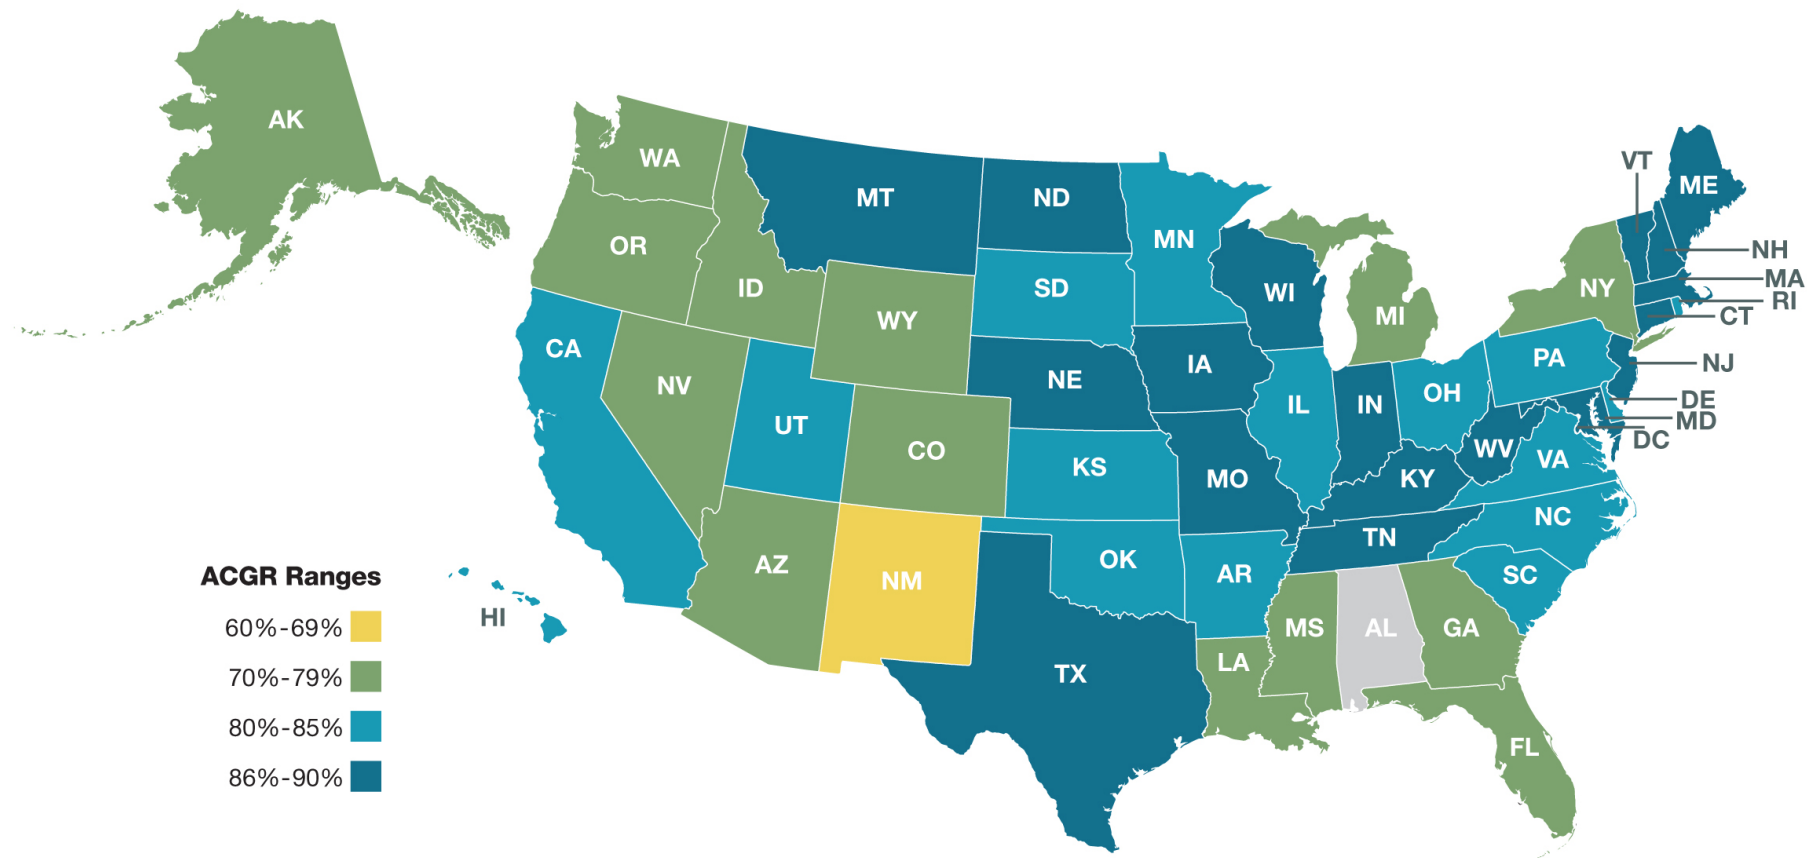 AK
WA
MT
ND
MN
VT
ME
OR
ID
SD
WI
NH
MA
RI
CT
WY
NY
MI
CA
NV
UT
NE
IA
IL
IN
OH
PA
NJ
DE
MD
DC
CO
KS
MO
KY
WV
VA
AZ
NM
OK
AR
TN
NC
SC
HI
TX
LA
MS
AL
GA
FL
ACGR Ranges
60%-69%
70%-79%
80%-85%
86%-90%